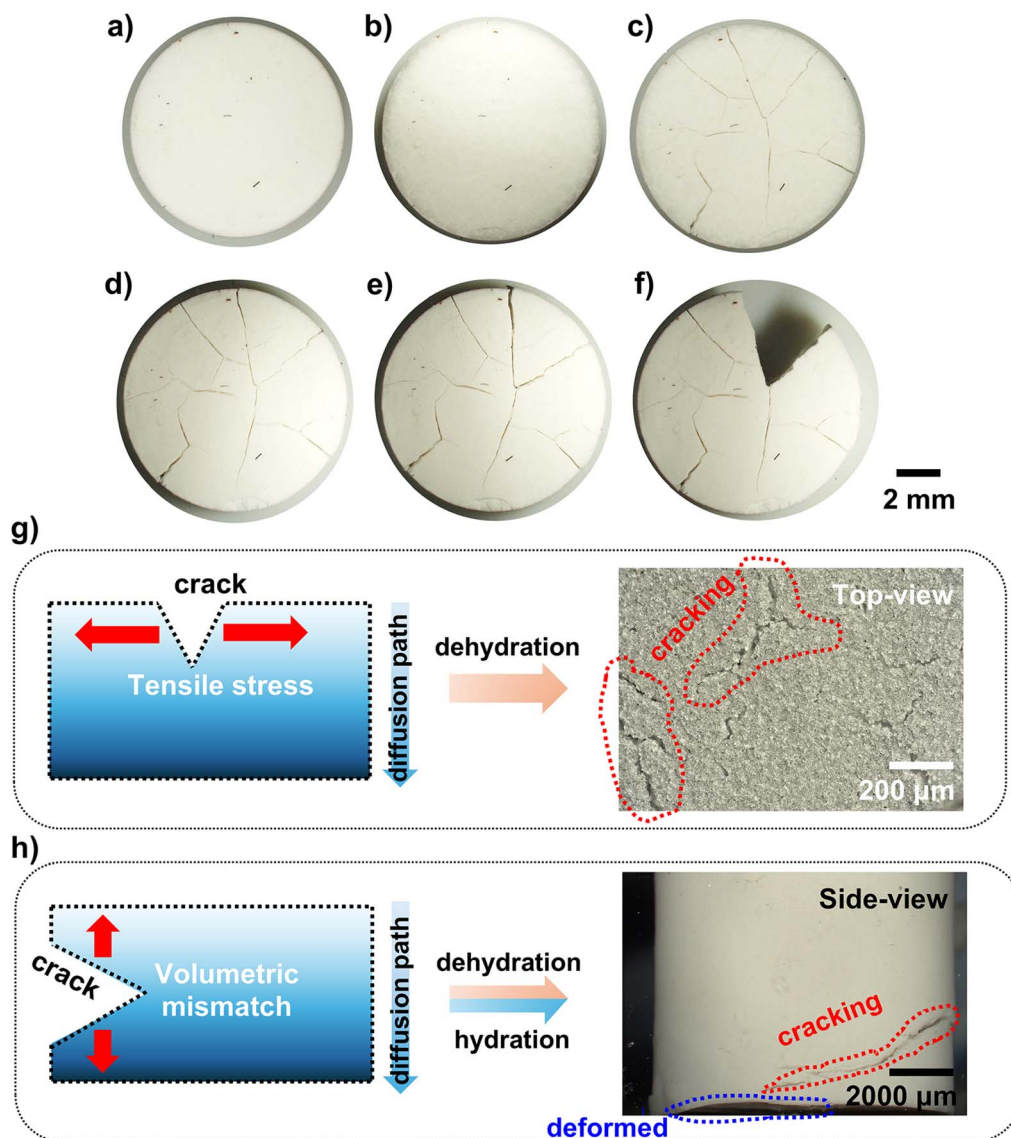 a)
b)
c)
d)
e)
f)
2 mm
g)
crack
Tensile stress
diffusion path
dehydration
cracking
Top-view
200 µm
h)
crack
Volumetric
mismatch
diffusion path
dehydration
hydration
Side-view
cracking
2000 µm
deformed